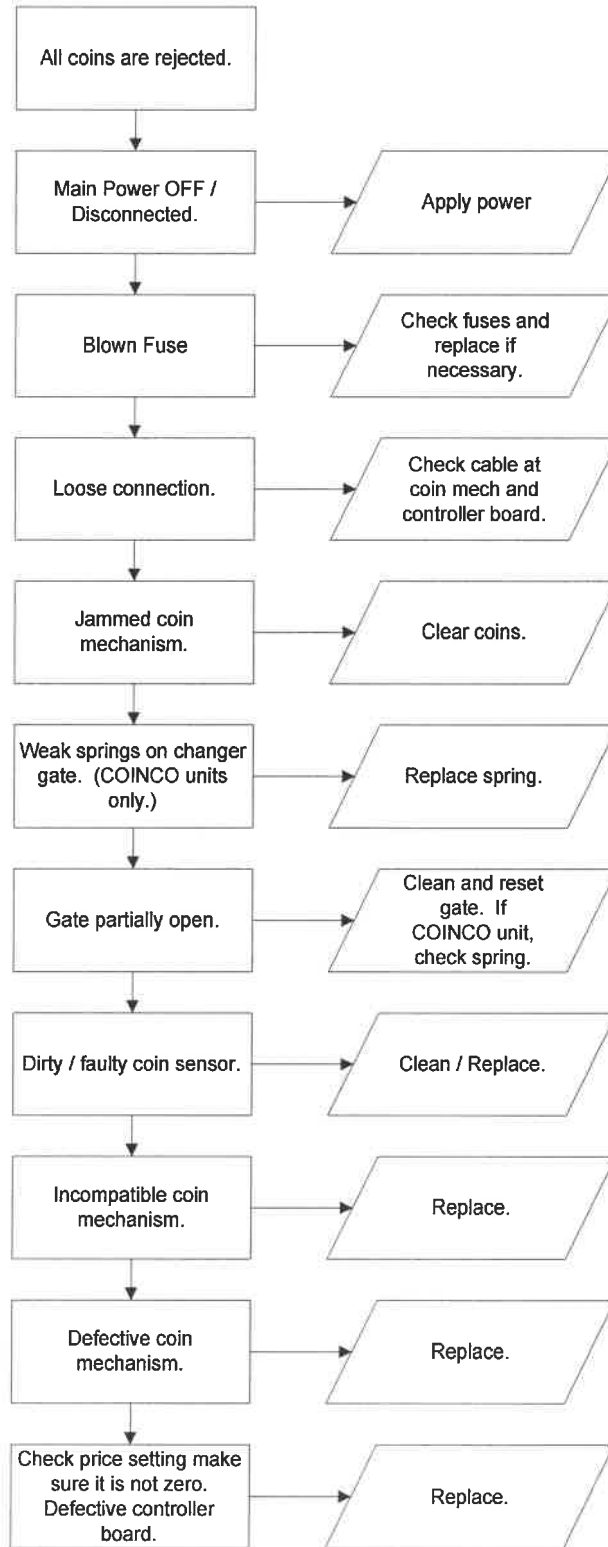 All coins are rejected.
Main Power OFF /
Disconnected.
Apply power
Blown Fuse
Check fuses and
replace if
necessary.
Loose connection.
Check cable at
coin mech and
controller board.
Jammed coin
mechanism.
Clear coins.
Weak springs on changer
gate. (COINCO units
only.)
Replace spring.
Gate partially open.
Clean and reset
gate. If
COINCO unit,
check spring.
Dirty / faulty coin sensor.
Clean / Replace.
Incompatible coin
mechanism.
Replace.
Defective coin
mechanism.
Replace.
Check price setting make
sure it is not zero.
Defective controller
board.
Replace.